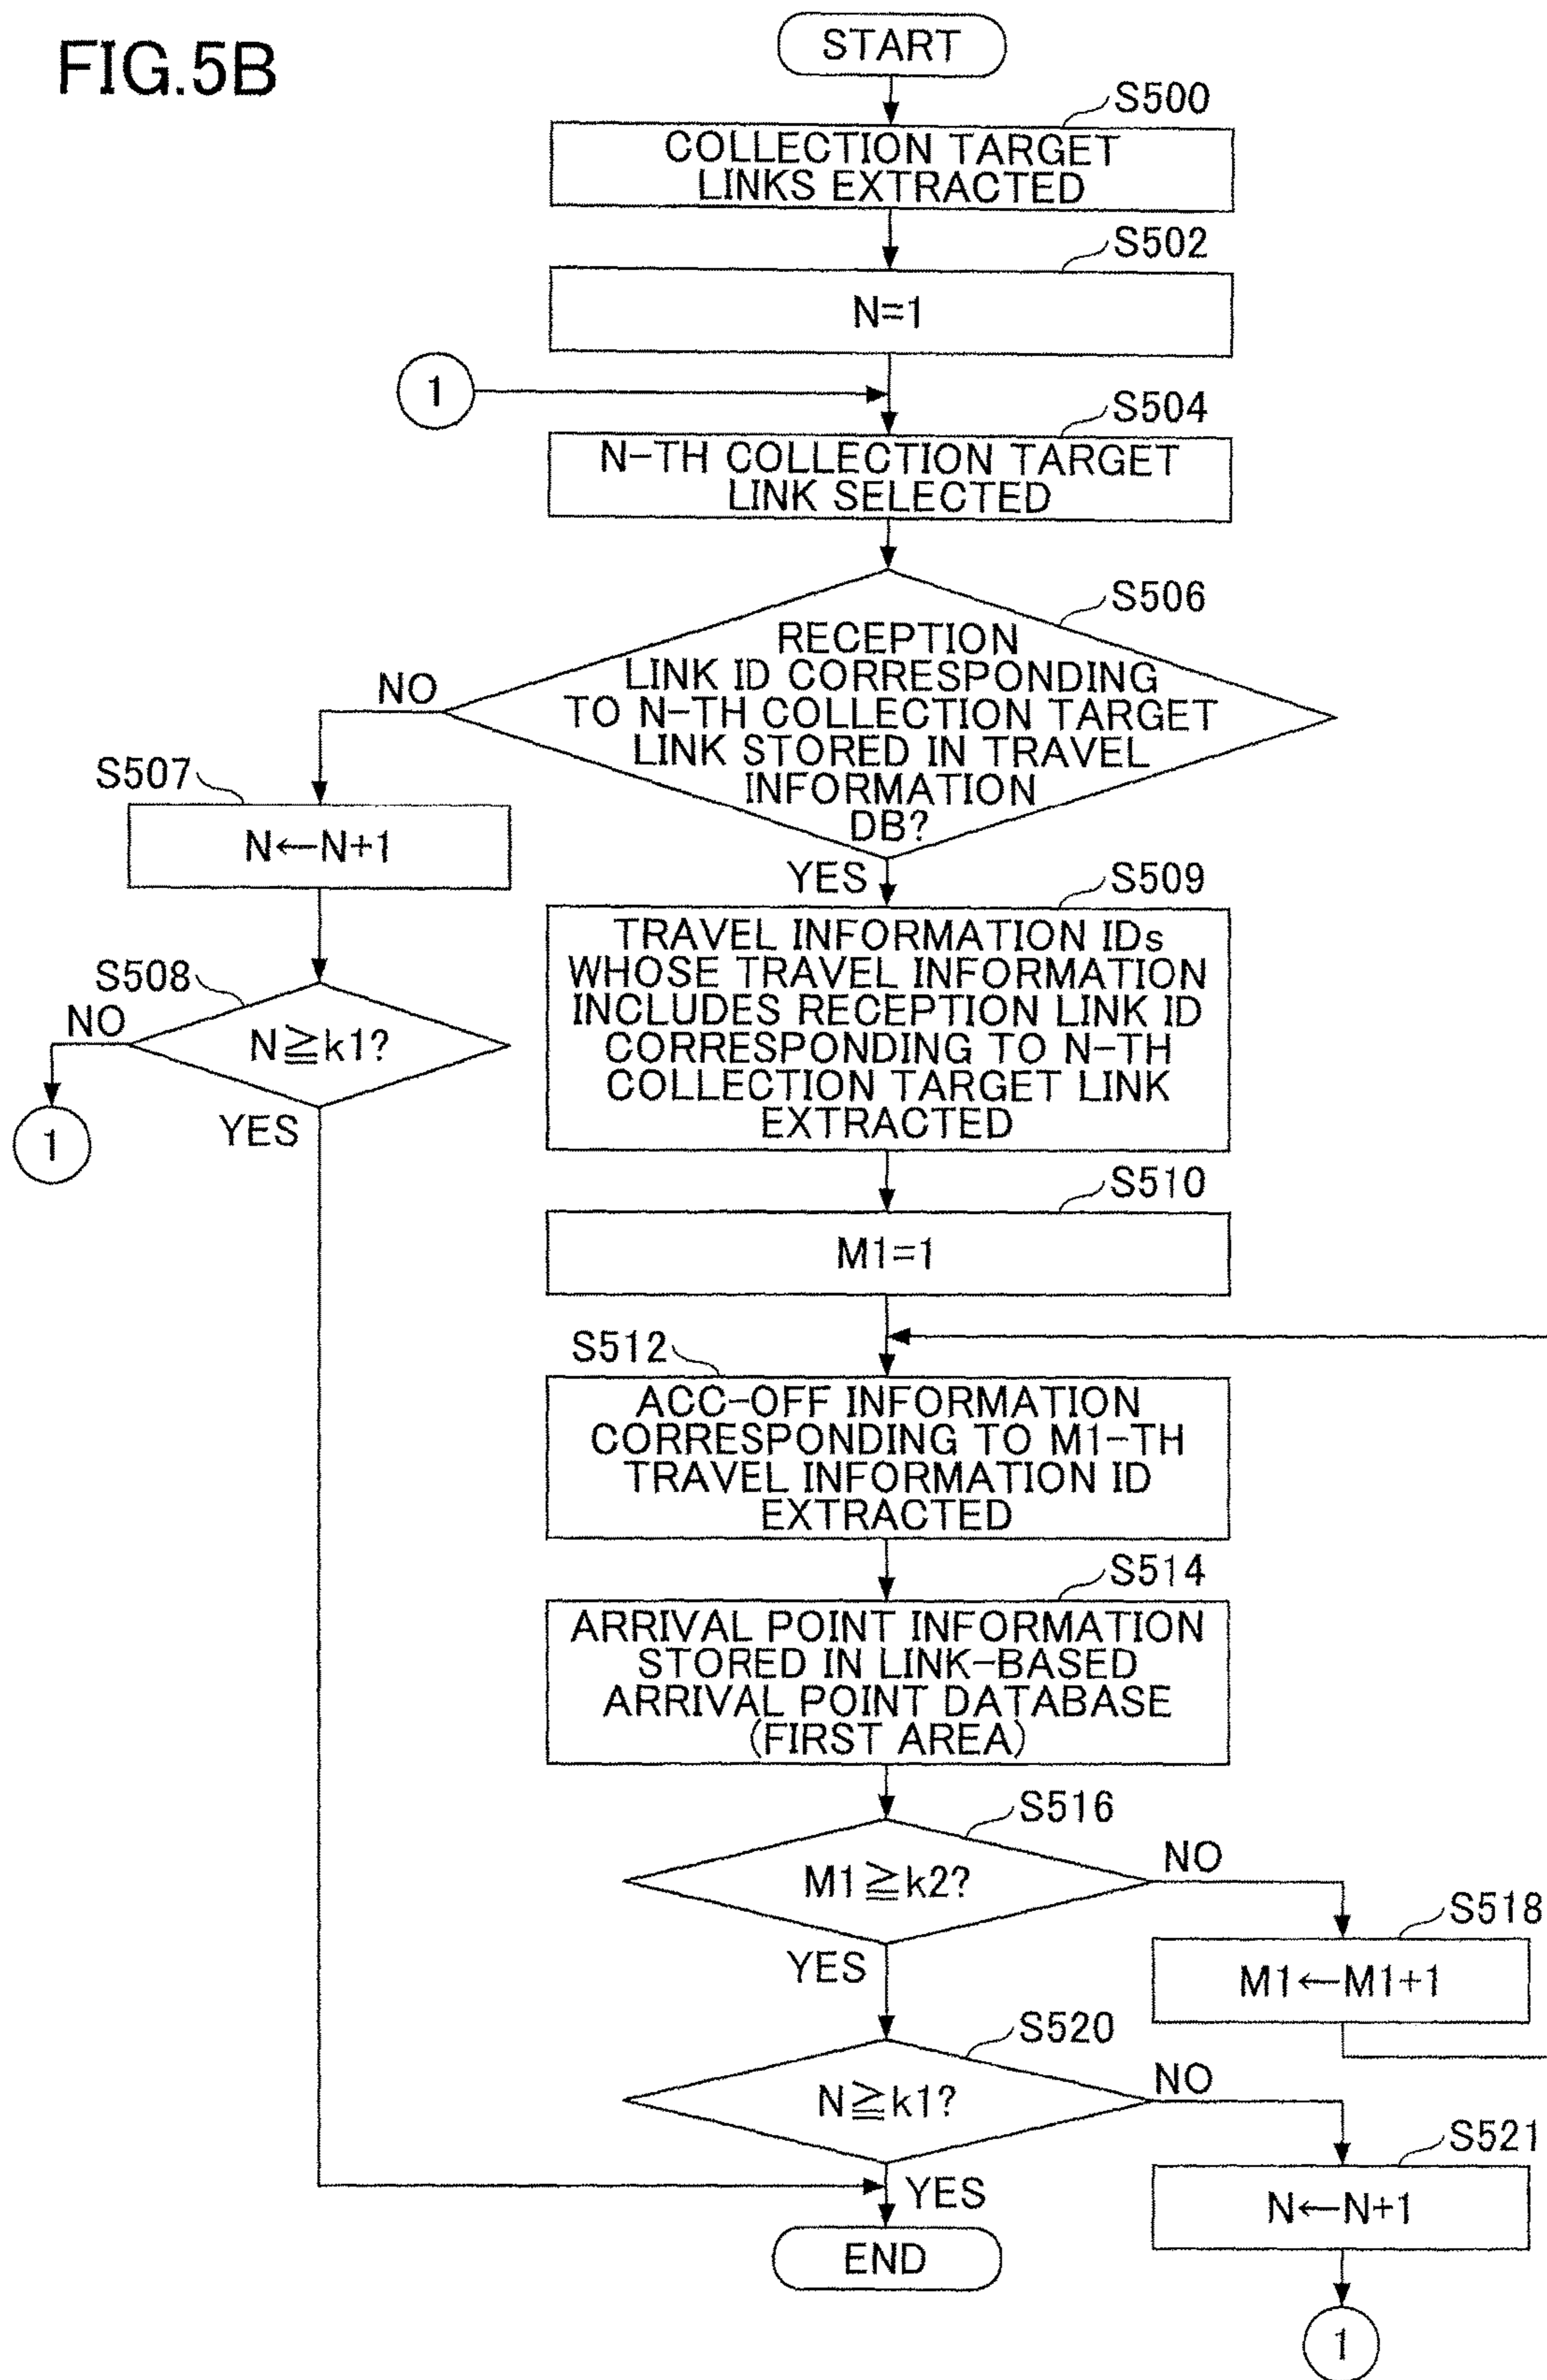 FIG.5B
START
S500
COLLECTION TARGET
LINKS EXTRACTED
S502
N=1
1
S504
N-TH COLLECTION TARGET
LINK SELECTED
S506
RECEPTION
LINK ID CORRESPONDING
TO N-TH COLLECTION TARGET
LINK STORED IN TRAVEL
INFORMATION
DB?
NO
S507
N←N+1
YES
S509
TRAVEL INFORMATION IDs
WHOSE TRAVEL INFORMATION
INCLUDES RECEPTION LINK ID
CORRESPONDING TO N-TH
COLLECTION TARGET LINK
EXTRACTED
S508
NO
N≧k1?
1
YES
S510
M1=1
S512
ACC-OFF INFORMATION
CORRESPONDING TO M1-TH
TRAVEL INFORMATION ID
EXTRACTED
S514
ARRIVAL POINT INFORMATION
STORED IN LINK-BASED
ARRIVAL POINT DATABASE
(FIRST AREA)
S516
M1≧k2?
NO
S518
M1←M1+1
YES
S520
N≧k1?
NO
S521
N←N+1
YES
END
1